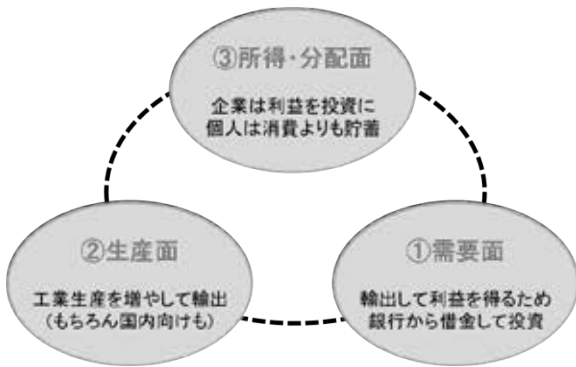 ③所得・分配面
企業は利益を投資に
個人は消費よりも貯蓄
②生産面
工業生産を増やして輸出
(もちろん国内向けも)
①需要面
輸出して利益を得るため
銀行から借金して投資